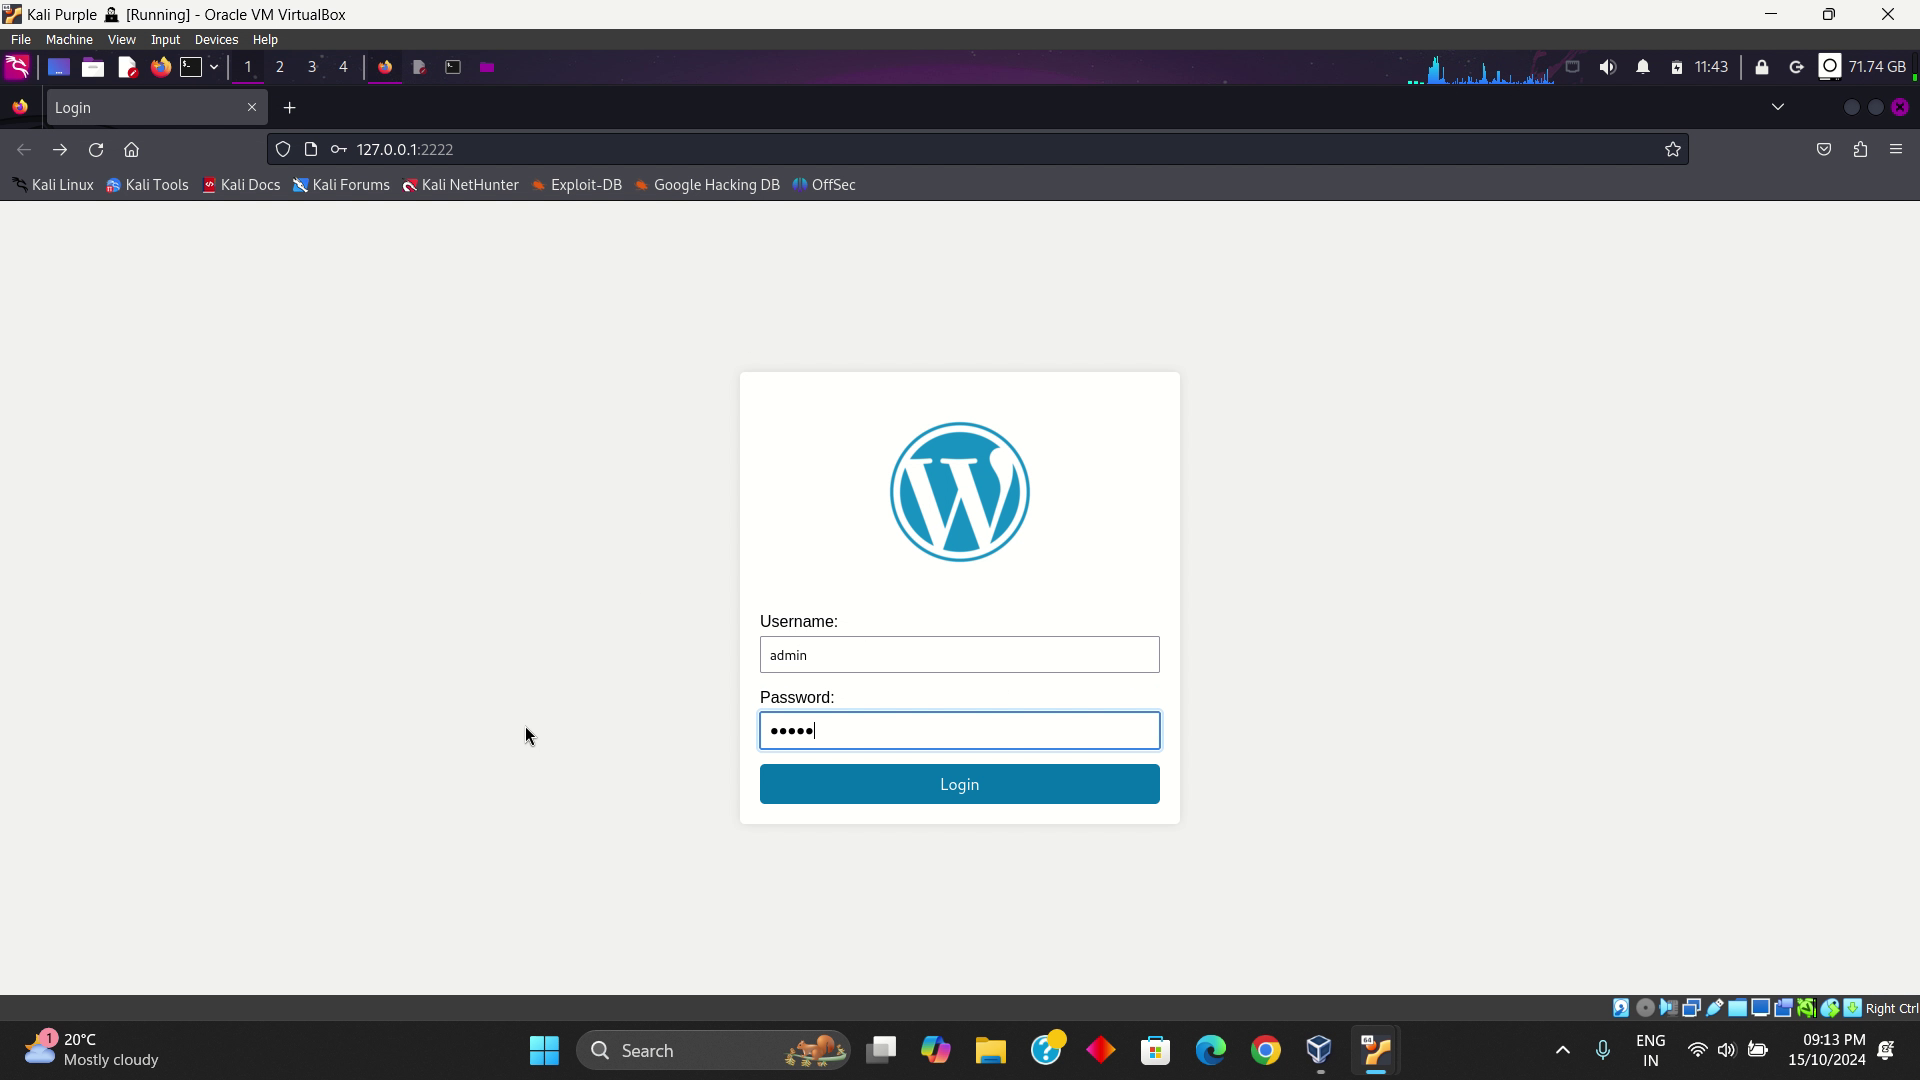 Kali Purple [Running] - Oracle VM VirtualBox
File Machine View Input Devices Help
1 2 3 4 11:43 71.74 GB
Login
127.0.0.1:2222
Kali Linux Kali Tools Kali Docs Kali Forums Kali NetHunter Exploit-DB Google Hacking DB OffSec
W
Username:
admin
Password:
•••••
Login
Right Ctrl
1 20°C
Mostly cloudy
Search
64
ENG
IN
09:13 PM
15/10/2024